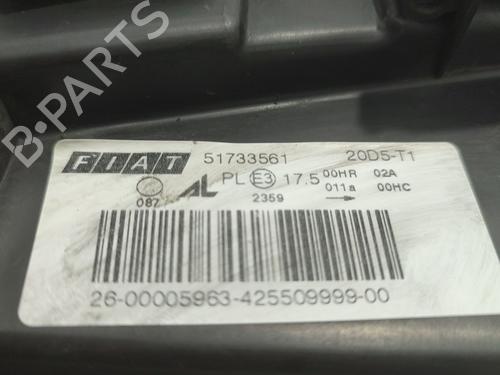 B-PARTS
FIAT 51733561 20D5-T1
087 AL PL E3 17.5 00HR 02A
2359 011a 00HC
26-00005963-425509999-00